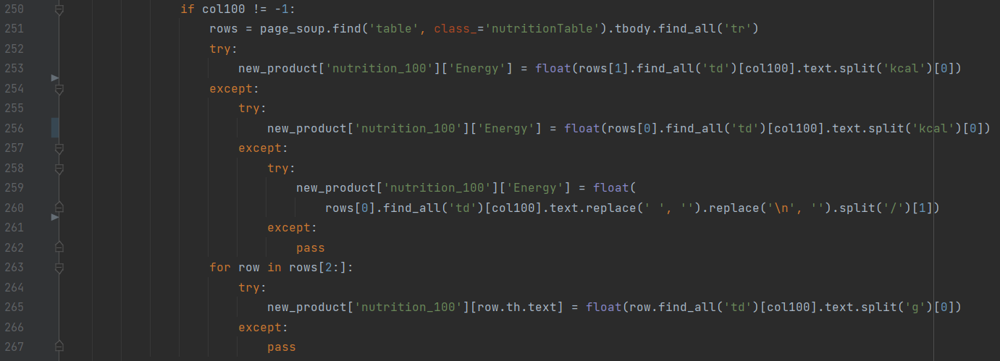 250 if col100 != -1:
251 rows = page_soup.find('table', class_='nutritionTable').tbody.find_all('tr')
252 try:
253 new_product['nutrition_100']['Energy'] = float(rows[1].find_all('td')[col100].text.split('kcal')[0])
254 except:
255 try:
256 new_product['nutrition_100']['Energy'] = float(rows[0].find_all('td')[col100].text.split('kcal')[0])
257 except:
258 try:
259 new_product['nutrition_100']['Energy'] = float(
260 rows[0].find_all('td')[col100].text.replace(' ', '').replace('\n', '').split('/')[1])
261 except:
262 pass
263 for row in rows[2:]:
264 try:
265 new_product['nutrition_100'][row.th.text] = float(row.find_all('td')[col100].text.split('g')[0])
266 except:
267 pass